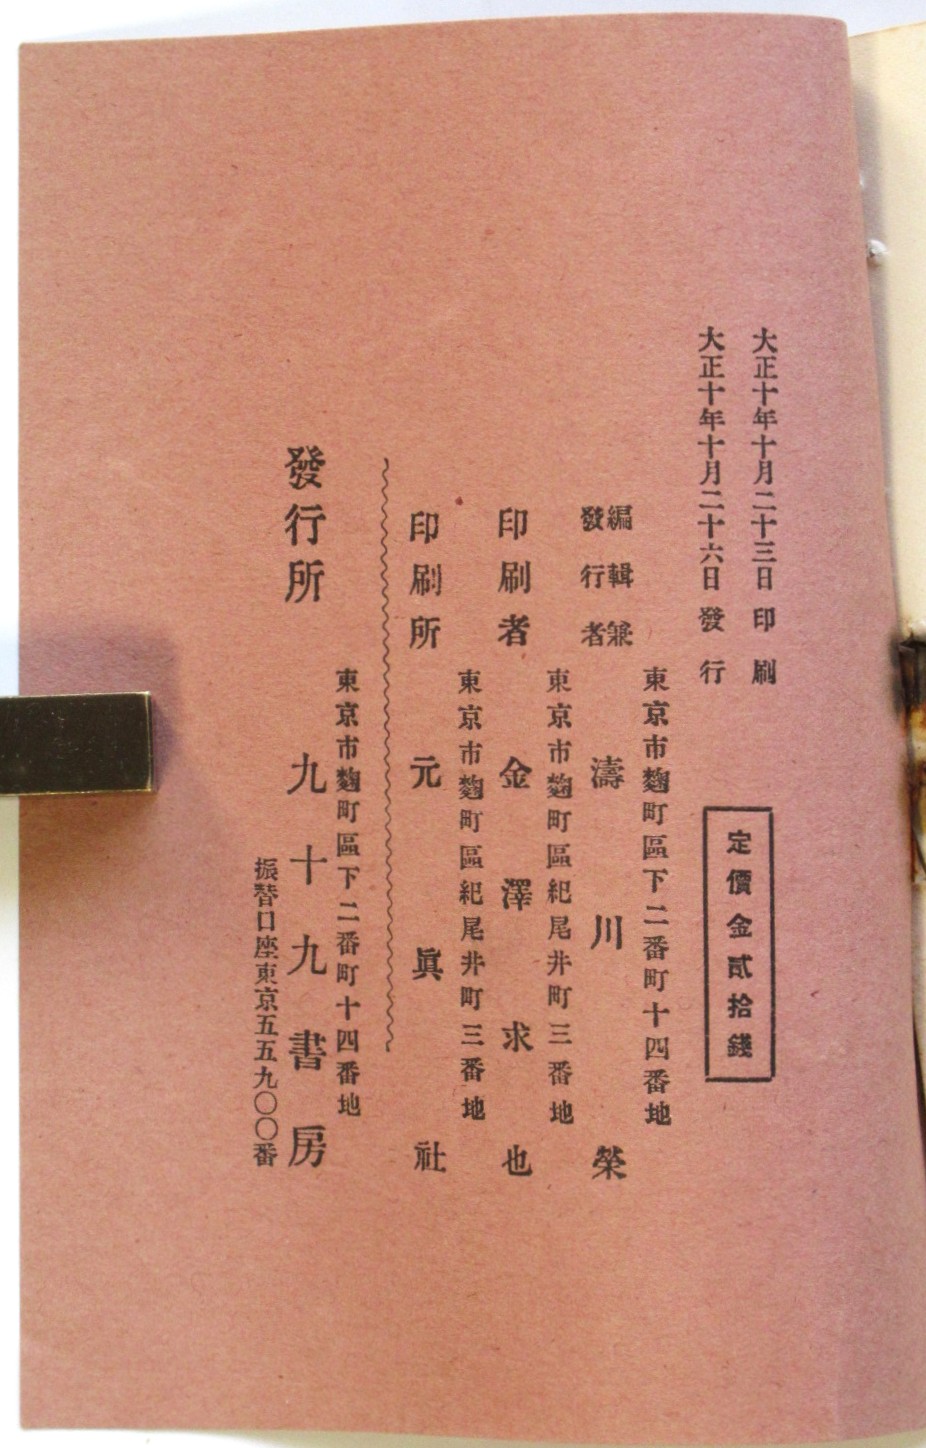 大正十年十月二十三日印刷
大正十年十月二十六日發行
定價金貳拾錢
東京市麴町區下二番町十四番地
編輯兼
發行者
濤川榮
東京市麴町區紀尾井町三番地
印刷者 金澤求也
東京市麴町區紀尾井町三番地
印刷所 元眞社
東京市麴町區下二番町十四番地
發行所 九十九書房
振替口座東京五五九〇〇番